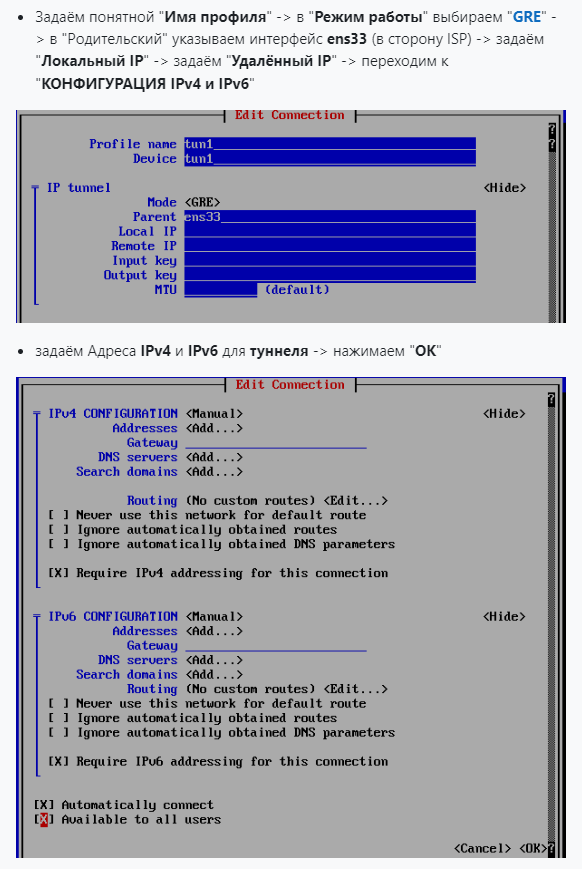 Задаём понятной "Имя профиля" -> в "Режим работы" выбираем "GRE" -
> в "Родительский" указываем интерфейс ens33 (в сторону ISP) -> задаём
"Локальный IP" -> задаём "Удалённый IP" -> переходим к
"КОНФИГУРАЦИЯ IPv4 и IPv6"
Edit Connection
?
Profile name tun1
?
Device tun1
IP tunnel <Hide>
Mode <GRE>
Parent ens33
Local IP
Remote IP
Input key
Output key
MTU (default)
задаём Адреса IPv4 и IPv6 для туннеля -> нажимаем "OK"
Edit Connection
?
IPv4 CONFIGURATION <Manual> <Hide>
Addresses <Add...>
Gateway
DNS servers <Add...>
Search domains <Add...>
Routing (No custom routes) <Edit...>
[ ] Never use this network for default route
[ ] Ignore automatically obtained routes
[ ] Ignore automatically obtained DNS parameters
[X] Require IPv4 addressing for this connection
IPv6 CONFIGURATION <Manual> <Hide>
Addresses <Add...>
Gateway
DNS servers <Add...>
Search domains <Add...>
Routing (No custom routes) <Edit...>
[ ] Never use this network for default route
[ ] Ignore automatically obtained routes
[ ] Ignore automatically obtained DNS parameters
[X] Require IPv6 addressing for this connection
[X] Automatically connect
[X] Available to all users
<Cancel> <OK>?